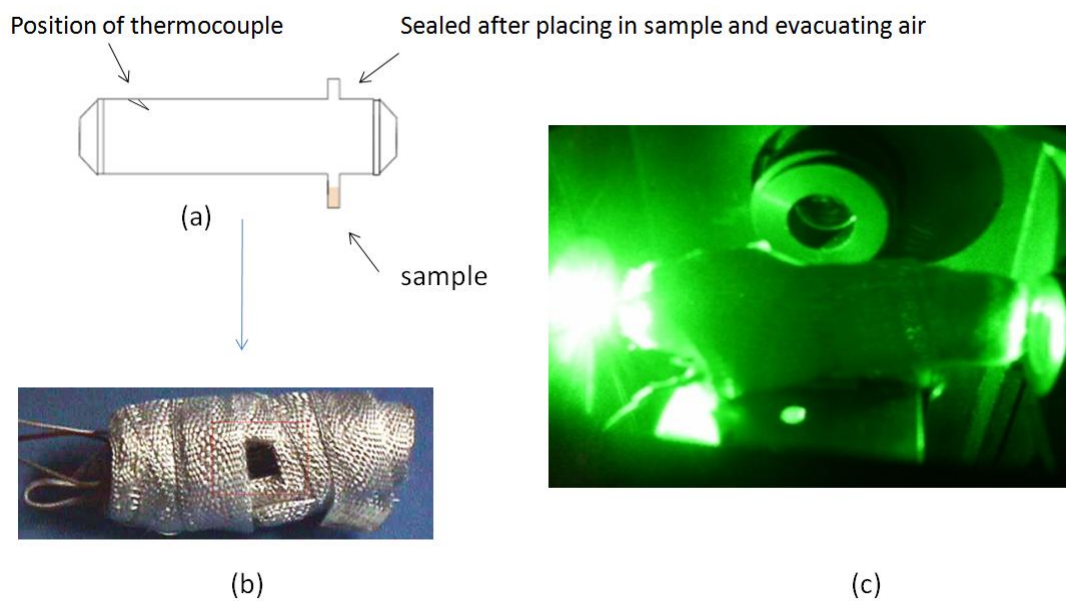 Position of thermocouple
Sealed after placing in sample and evacuating air
(a)
sample
(b)
(c)